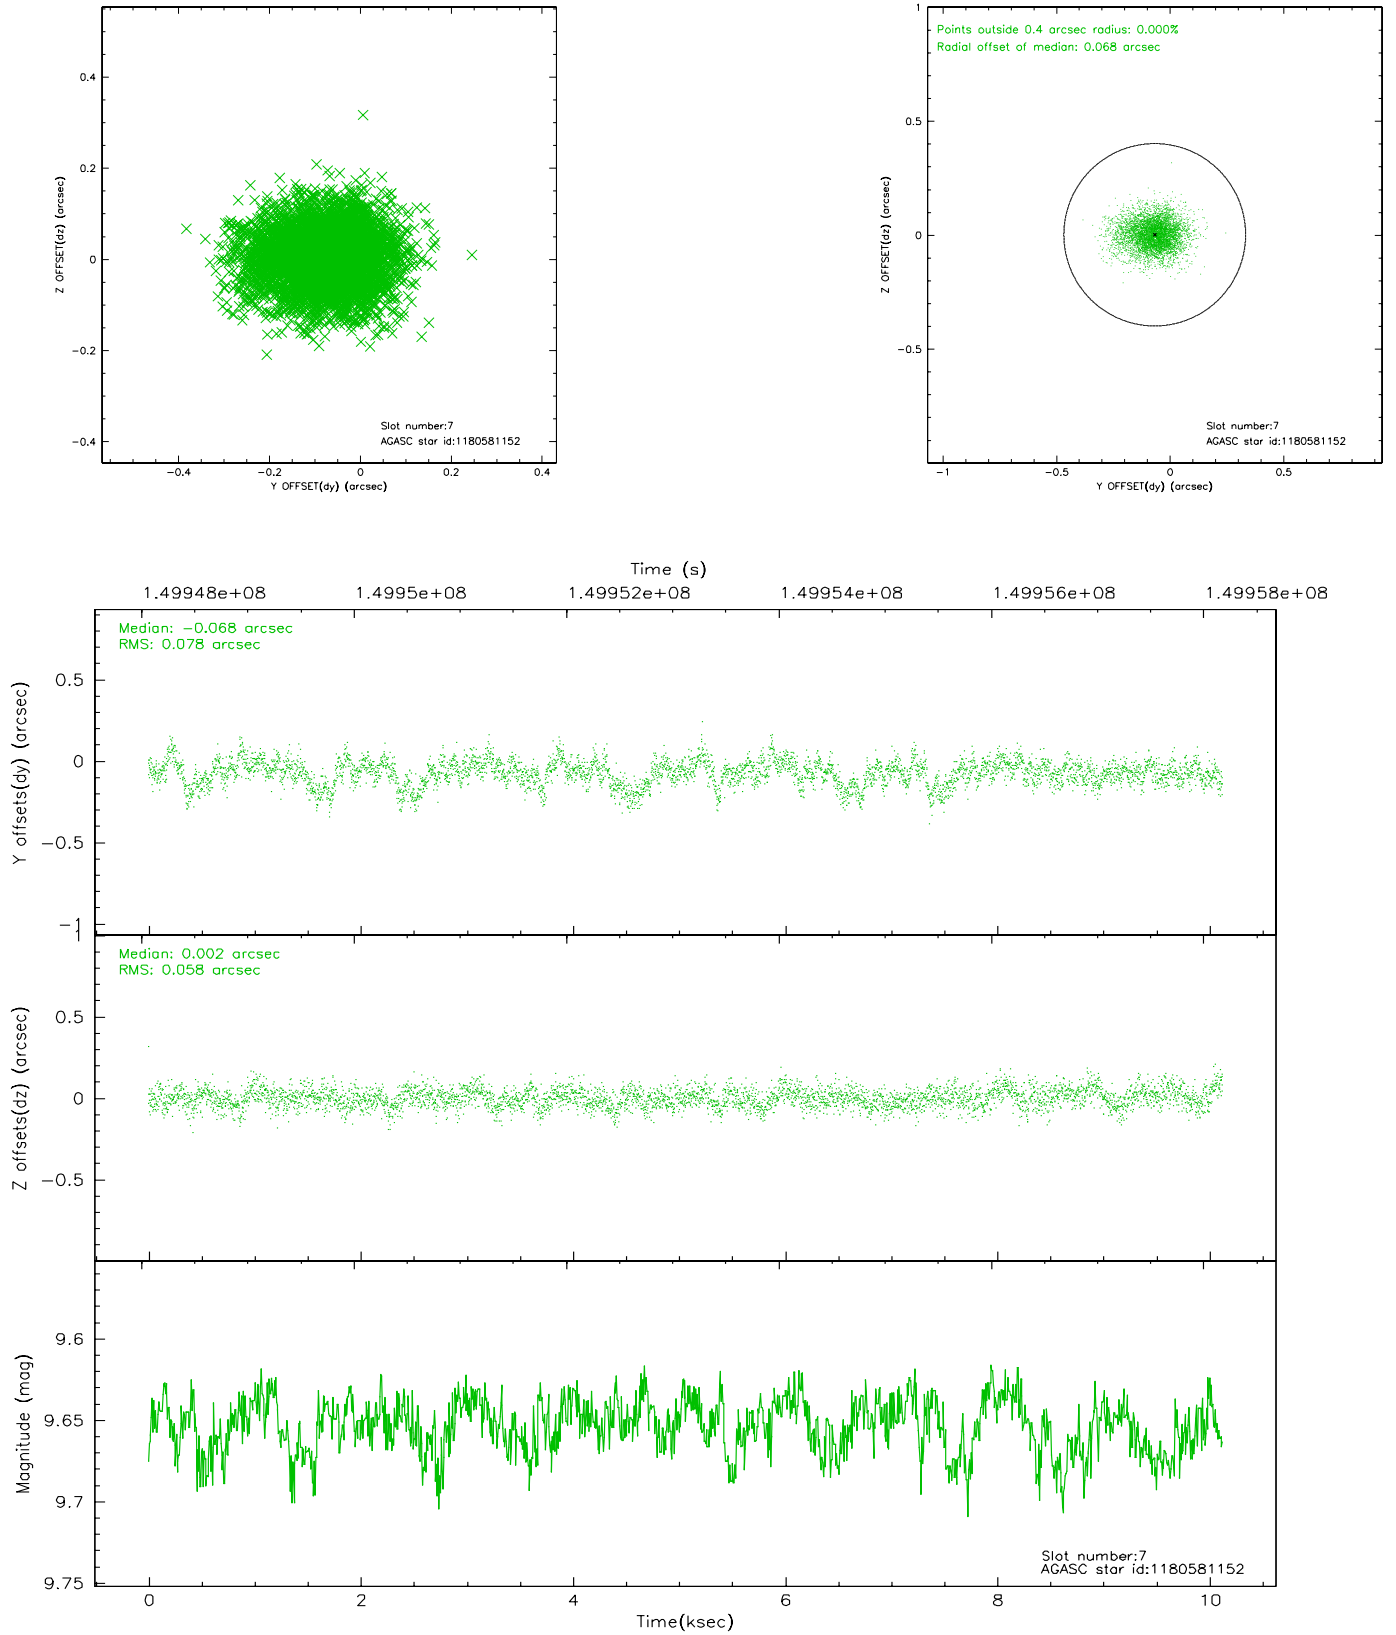 0.4
0.2
0
−0.2
−0.4
Z OFFSET(dz) (arcsec)
Slot number:7
AGASC star id:1180581152
−0.4 −0.2 0 0.2 0.4
Y OFFSET(dy) (arcsec)
Points outside 0.4 arcsec radius: 0.000%
Radial offset of median: 0.068 arcsec
1
0.5
0
−0.5
Z OFFSET(dz) (arcsec)
Slot number:7
AGASC star id:1180581152
−1 −0.5 0 0.5
Y OFFSET(dy) (arcsec)
Time (s)
1.49948e+08 1.4995e+08 1.49952e+08 1.49954e+08 1.49956e+08 1.49958e+08
Median: −0.068 arcsec
RMS: 0.078 arcsec
0.5
0
−0.5
−1
Y offsets(dy) (arcsec)
Median: 0.002 arcsec
RMS: 0.058 arcsec
1
0.5
0
−0.5
Z offsets(dz) (arcsec)
9.6
9.65
9.7
9.75
Magnitude (mag)
Slot number:7
AGASC star id:1180581152
0 2 4 6 8 10
Time(ksec)